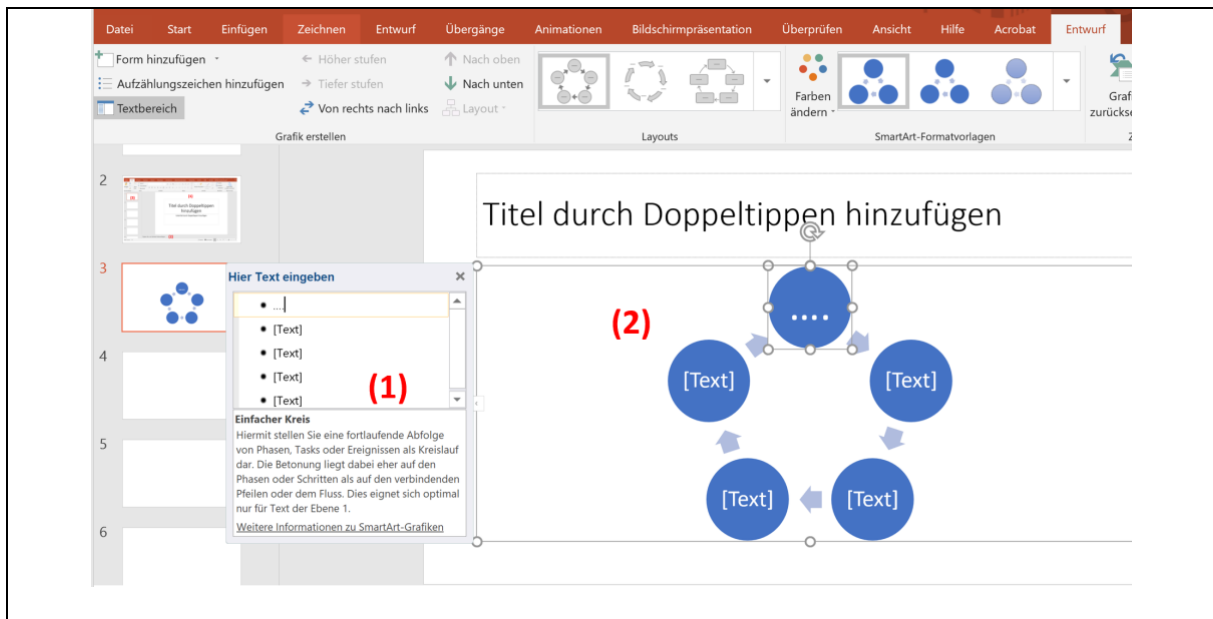 Datei Start Einfügen Zeichnen Entwurf Übergänge Animationen Bildschirmpräsentation Überprüfen Ansicht Hilfe Acrobat Entwurf
Form hinzufügen
Höher stufen
Nach oben
Aufzählungszeichen hinzufügen
Tiefer stufen
Nach unten
Textbereich
Von rechts nach links
Layout
Grafik erstellen
Layouts
Farben
ändern
SmartArt-Formatvorlagen
2
3
4
5
6
Titel durch Doppeltippen hinzufügen
Hier Text eingeben
....
[Text]
[Text]
[Text]
[Text]
(1)
Einfacher Kreis
Hiermit stellen Sie eine fortlaufende Abfolge
von Phasen, Tasks oder Ereignissen als Kreislauf
dar. Die Betonung liegt dabei eher auf den
Phasen oder Schritten als auf den verbindenden
Pfeilen oder dem Fluss. Dies eignet sich optimal
nur für Text der Ebene 1.
Weitere Informationen zu SmartArt-Grafiken
(2)
....
[Text]
[Text]
[Text]
[Text]